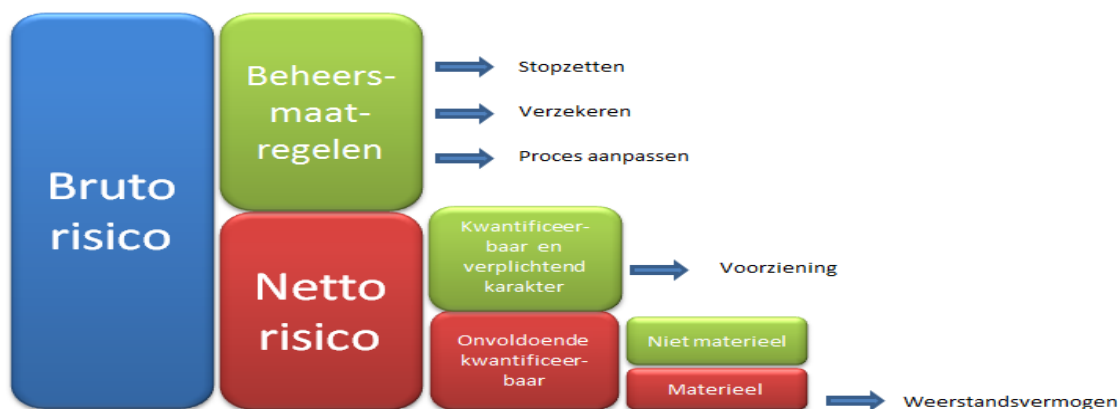 Bruto
risico
Beheers-
maat-
regelen
Stopzetten
Verzekeren
Proces aanpassen
Netto
risico
Kwantificeer-
baar en
verplichtend
karakter
Voorziening
Onvoldoende
kwantificeer-
baar
Niet materieel
Materieel
Weerstandsvermogen